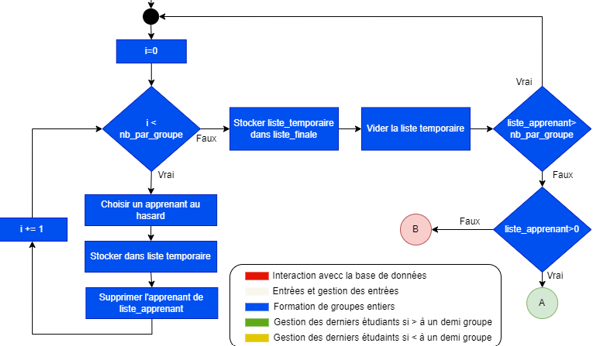 i=0
Vrai
i <
nb_par_groupe
Faux
Stocker liste_temporaire
dans liste_finale
Vider la liste temporaire
liste_apprenant>
nb_par_groupe
Vrai
Faux
Choisir un apprenant au
hasard
i += 1
Stocker dans liste temporaire
Supprimer l'apprenant de
liste_apprenant
B
Faux
liste_apprenant>0
Vrai
A
Interaction avecc la base de données
Entrées et gestion des entrées
Formation de groupes entiers
Gestion des derniers étudiants si > à un demi groupe
Gestion des derniers étudaints si < à un demi groupe